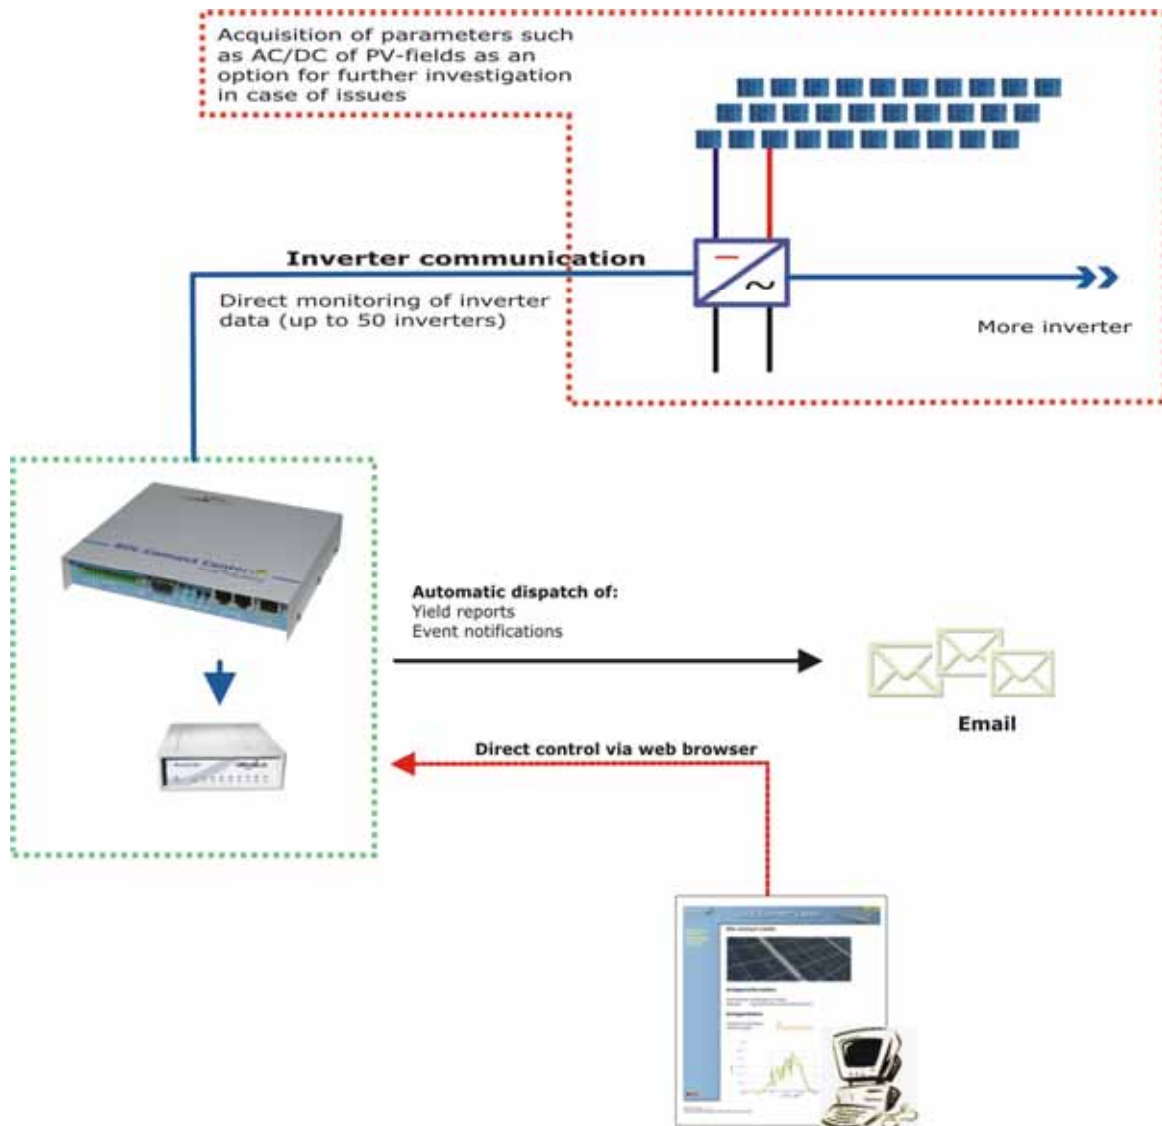 Acquisition of parameters such
as AC/DC of PV-fields as an
option for further investigation
in case of issues
Inverter communication
Direct monitoring of inverter
data (up to 50 inverters)
More inverter
Automatic dispatch of:
Yield reports
Event notifications
Email
Direct control via web browser